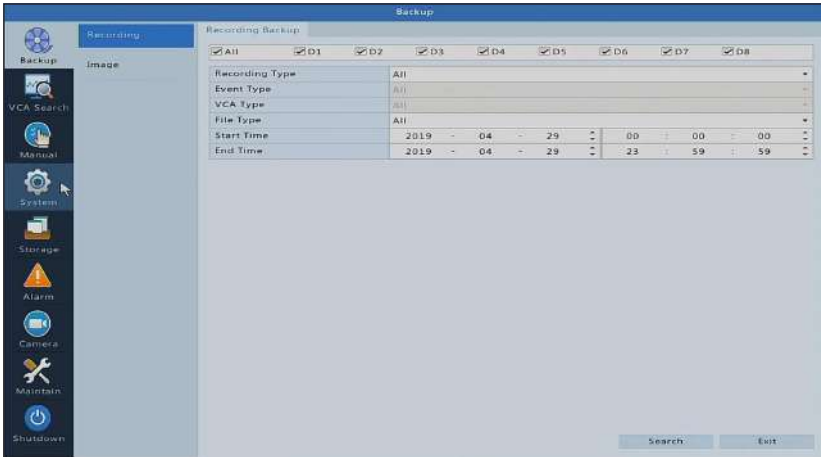 Backup
Backup
VCA Search
Manual
System
Storage
Alarm
Camera
Maintain
Shutdown
Recording
Image
Recording Backup
All D1 D2 D3 D4 D5 D6 D7 D8
Recording Type All
Event Type All
VCA Type All
File Type All
Start Time 2019 - 04 - 29 00 : 00 : 00
End Time 2019 - 04 - 29 23 : 59 : 59
Search Exit